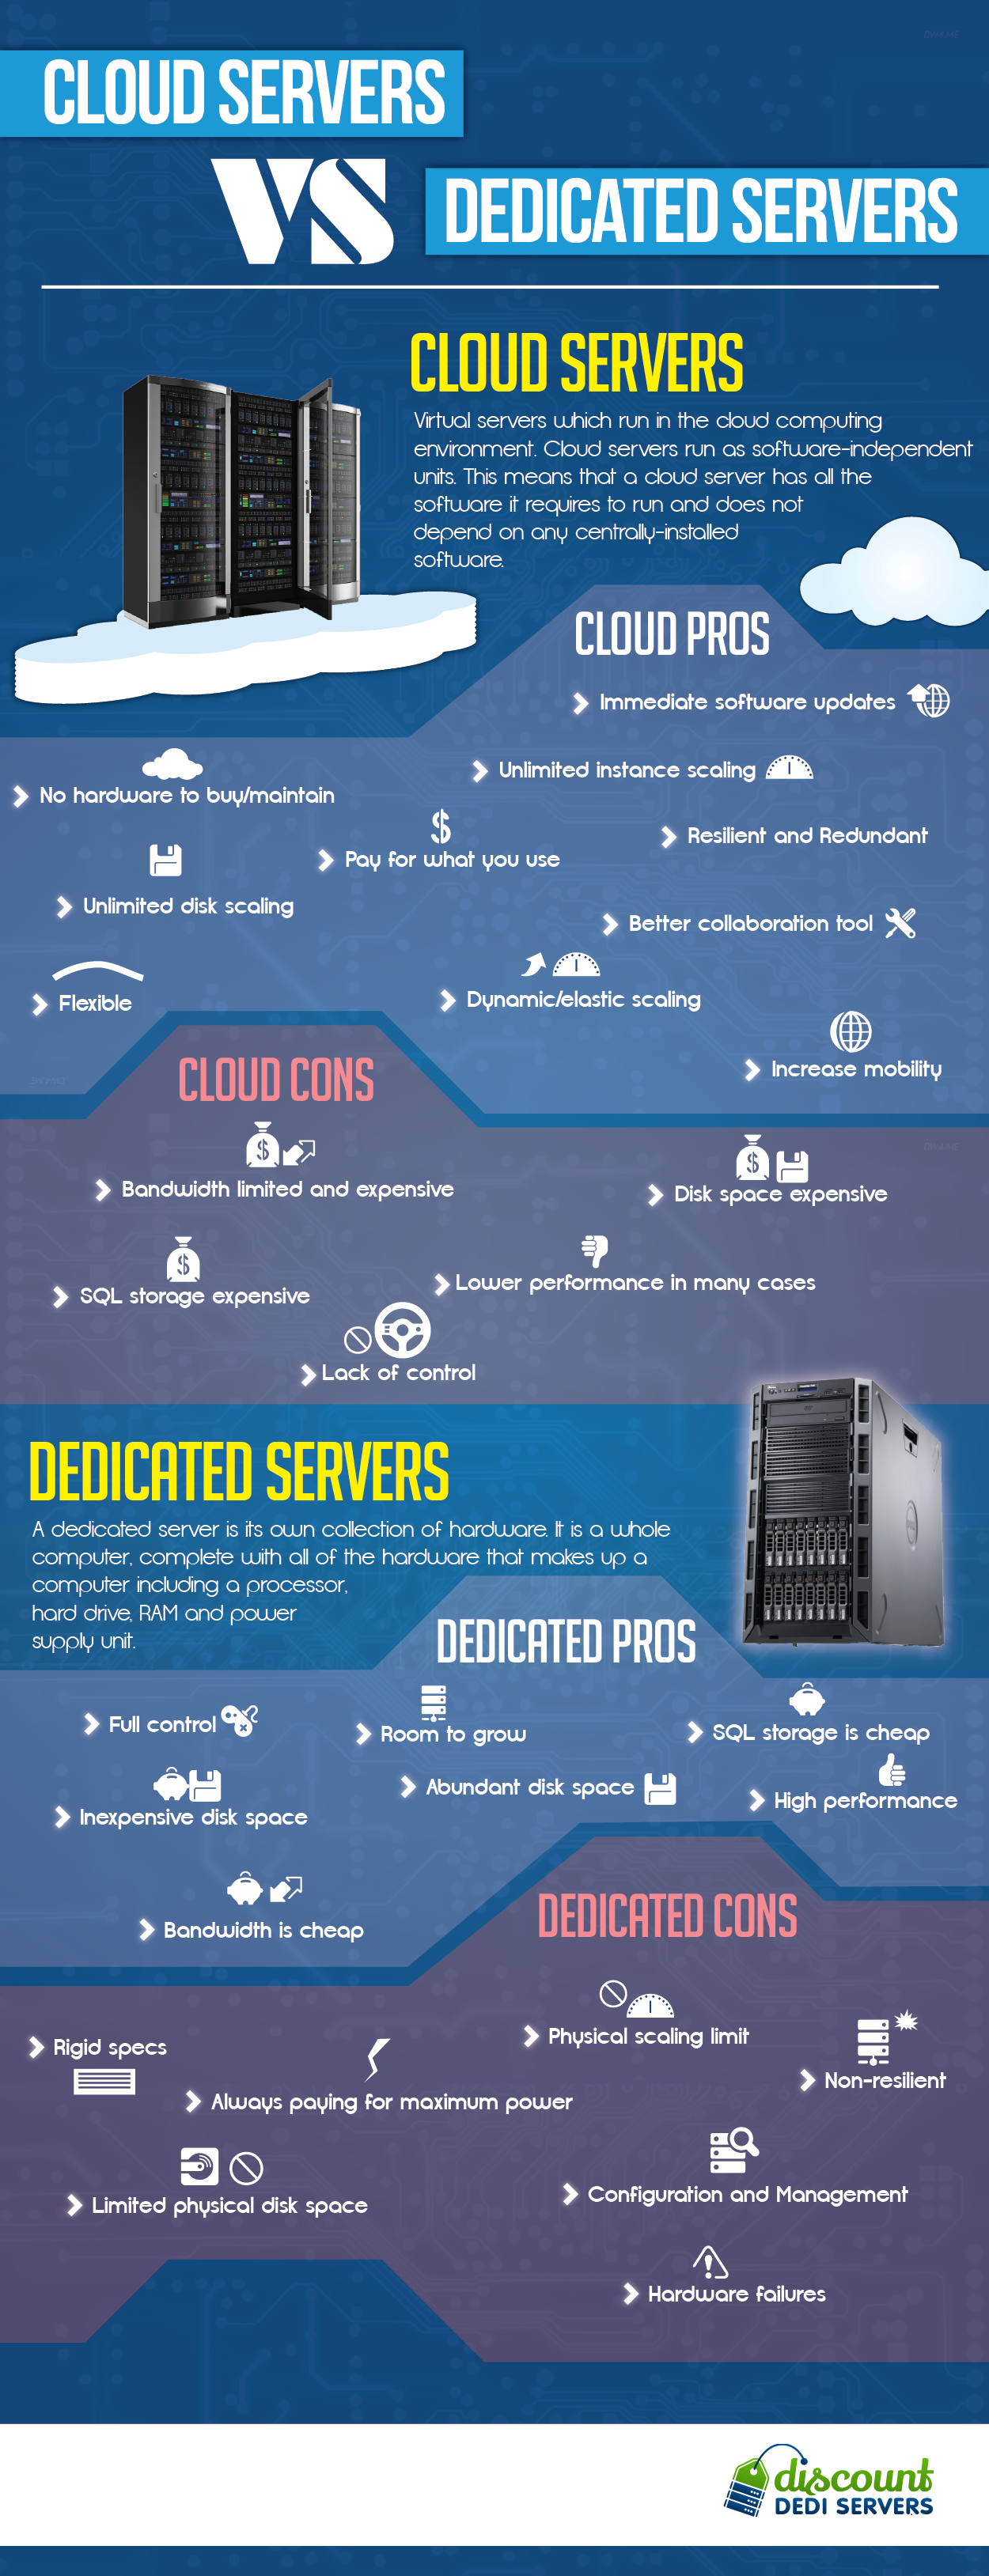 CLOUD SERVERS
VS
DEDICATED SERVERS
CLOUD SERVERS
Virtual servers which run in the cloud computing
environment. Cloud servers run as software-independent
units. This means that a cloud server has all the
software it requires to run and does not
depend on any centrally-installed
software.
CLOUD PROS
Immediate software updates
Unlimited instance scaling
No hardware to buy/maintain
Resilient and Redundant
Pay for what you use
Unlimited disk scaling
Better collaboration tool
Dynamic/elastic scaling
Flexible
Increase mobility
CLOUD CONS
Bandwidth limited and expensive
Disk space expensive
SQL storage expensive
Lower performance in many cases
Lack of control
DEDICATED SERVERS
A dedicated server is its own collection of hardware. It is a whole
computer, complete with all of the hardware that makes up a
computer including a processor,
hard drive, RAM and power
supply unit.
DEDICATED PROS
Full control
Room to grow
SQL storage is cheap
Abundant disk space
High performance
Inexpensive disk space
Bandwidth is cheap
DEDICATED CONS
Physical scaling limit
Rigid specs
Non-resilient
Always paying for maximum power
Configuration and Management
Limited physical disk space
Hardware failures
discount
DEDI SERVERS